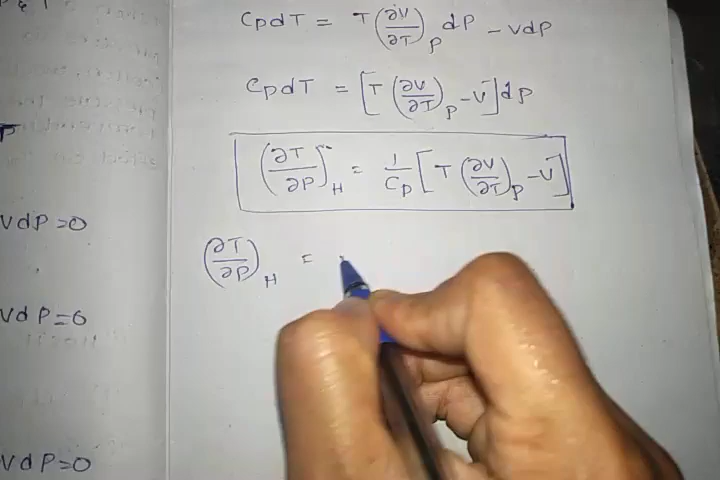 CpdT = T(∂V/∂T)_P dP - VdP
CpdT = [T(∂V/∂T)_P - V]dP
(∂T/∂P)_H = 1/Cp [T(∂V/∂T)_P - V]
(∂T/∂P)_H =
VdP=0
VdP=0
VdP=0